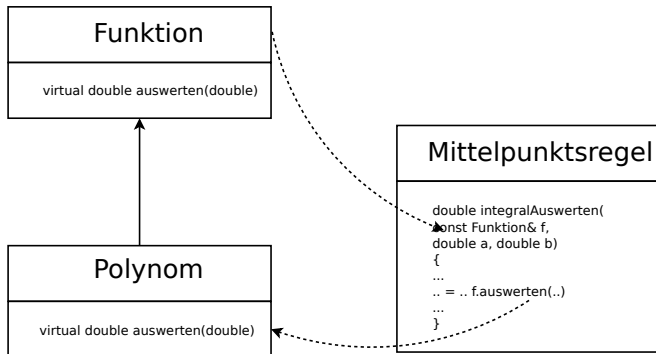 Funktion
virtual double auswerten(double)
Mittelpunktsregel
double integralAuswerten(
const Funktion& f,
double a, double b)
{
...
.. = .. f.auswerten(..)
...
}
Polynom
virtual double auswerten(double)